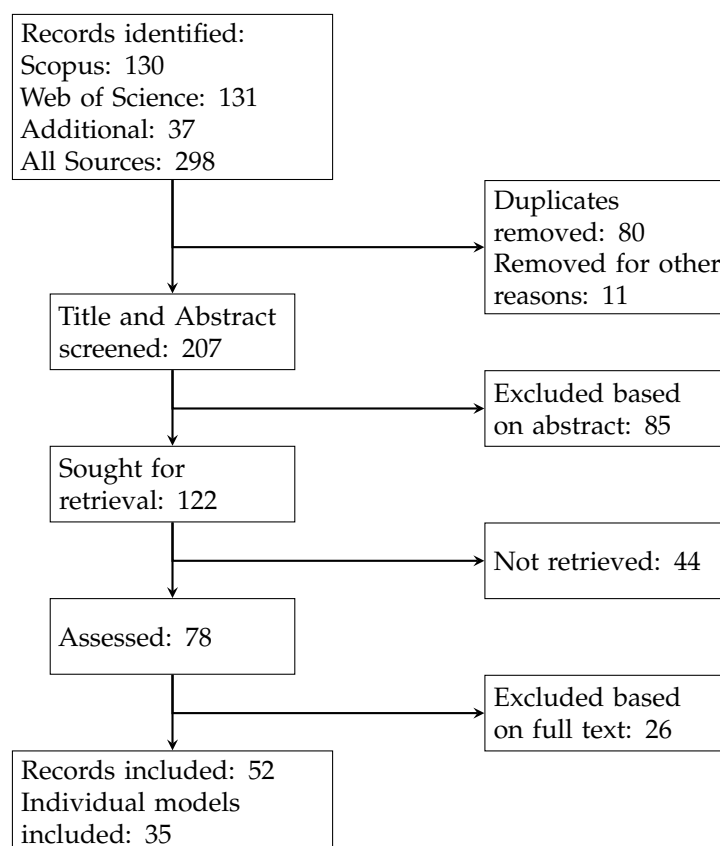 Records identified:
Scopus: 130
Web of Science: 131
Additional: 37
All Sources: 298
Duplicates
removed: 80
Removed for other
reasons: 11
Title and Abstract
screened: 207
Excluded based
on abstract: 85
Sought for
retrieval: 122
Not retrieved: 44
Assessed: 78
Excluded based
on full text: 26
Records included: 52
Individual models
included: 35